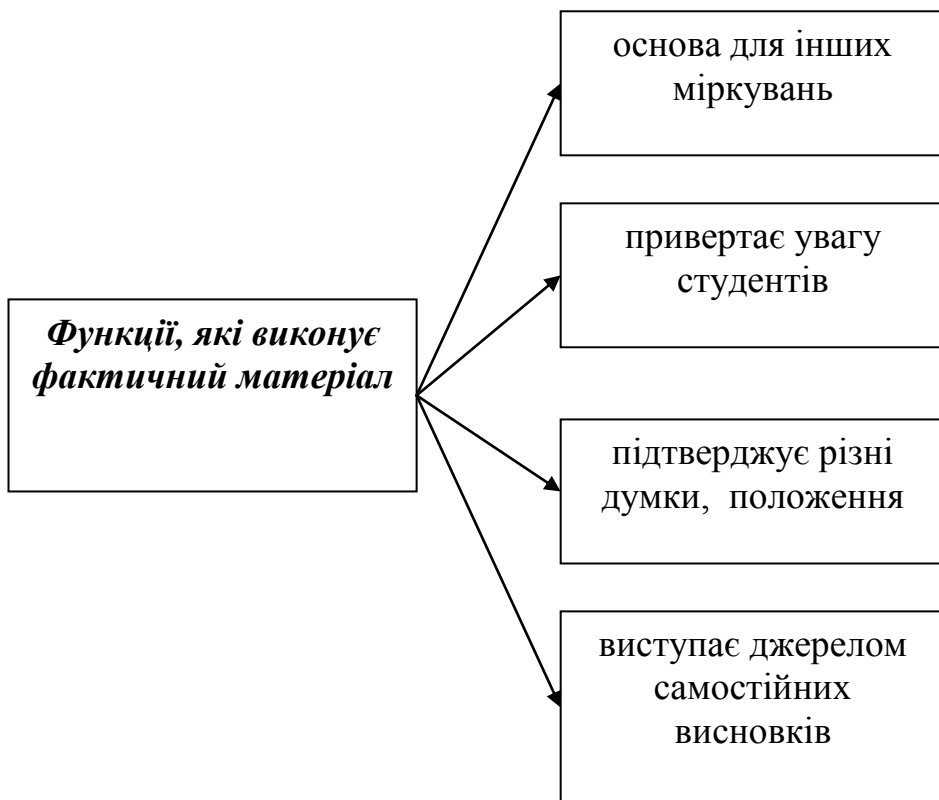 основа для інших
міркувань
привертає увагу
студентів
Функції, які виконує
фактичний матеріал
підтверджує різні
думки,  положення
виступає джерелом
самостійних
висновків